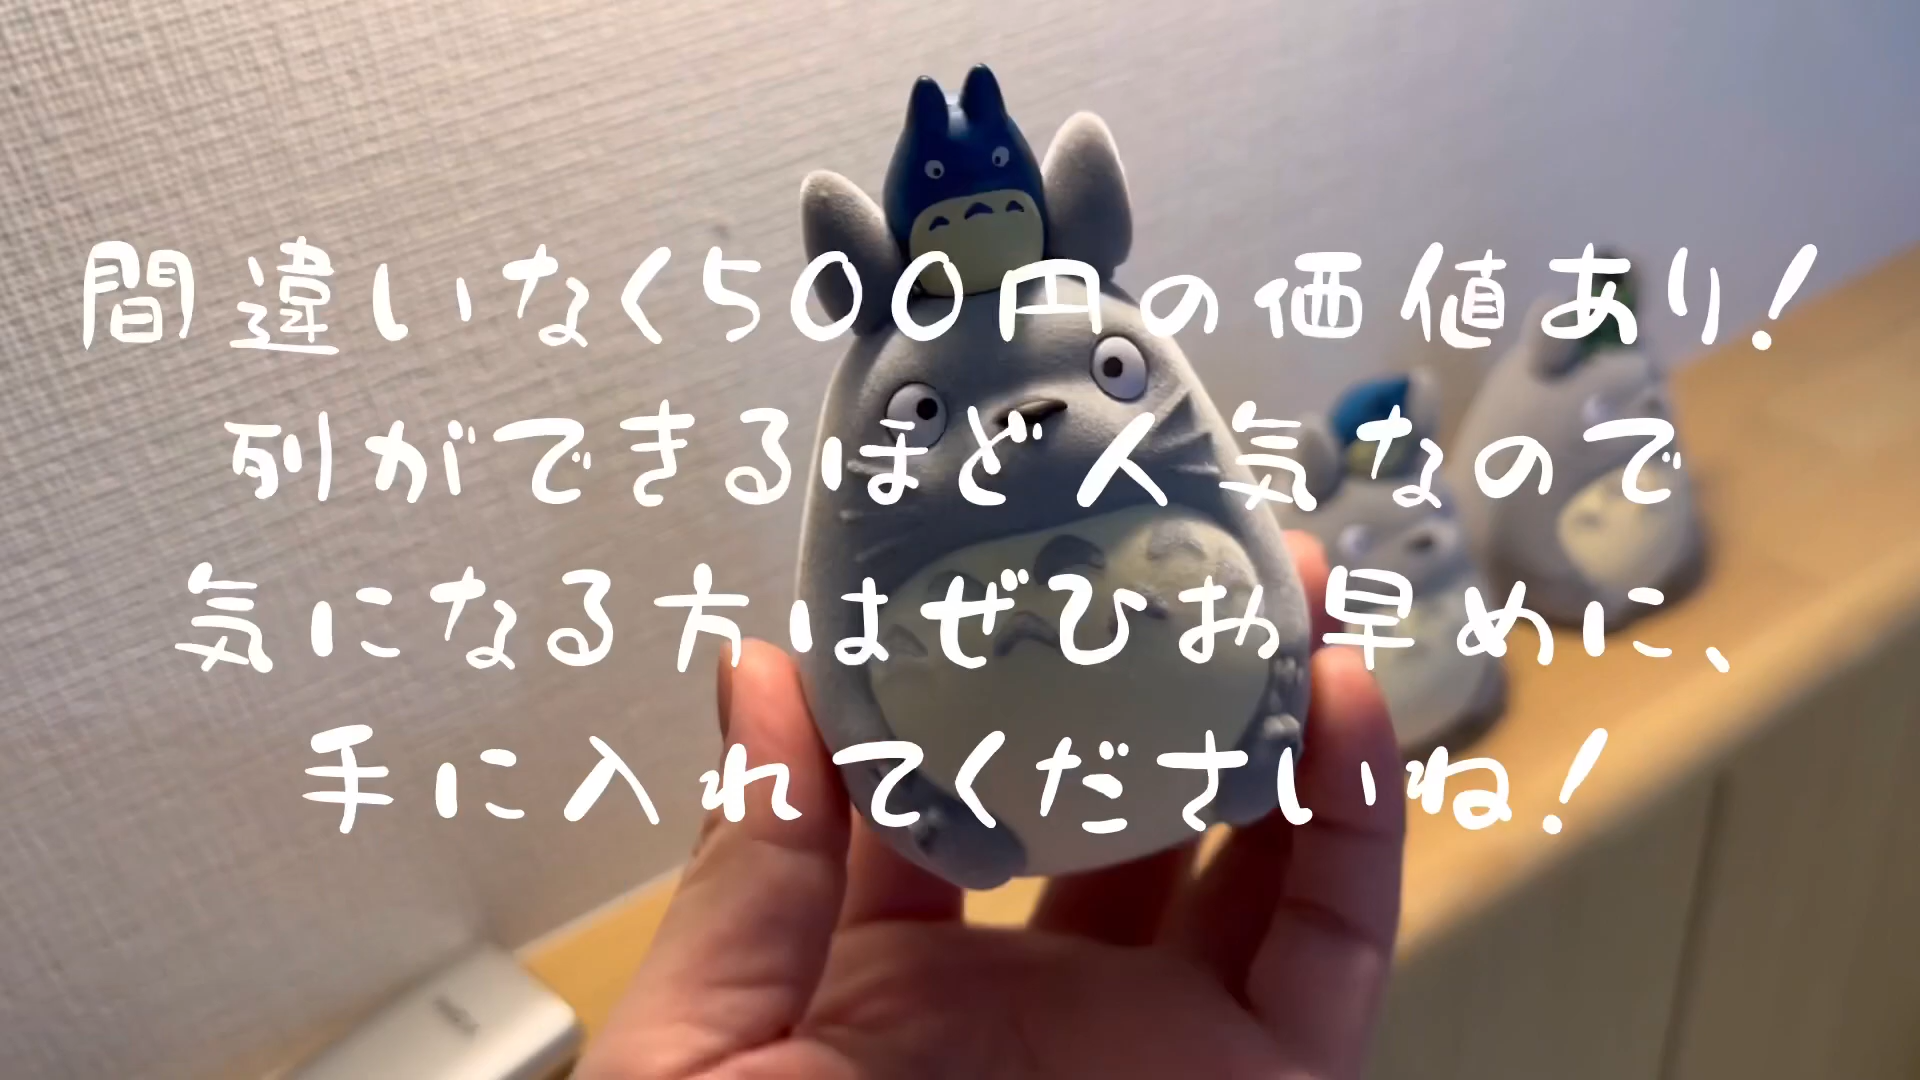 間違いなく500円の価値あり!
列ができるほど人気なので
気になる方はぜひお早めに、
手に入れてくださいね!